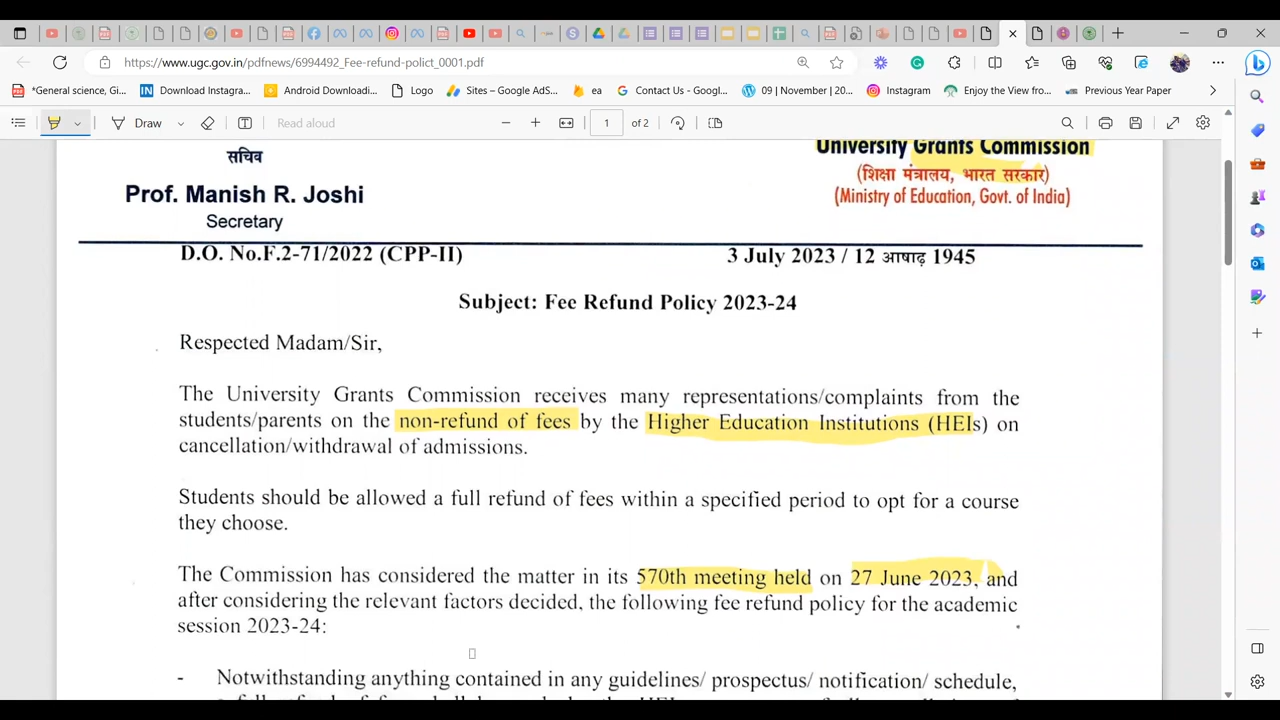 https://www.ugc.gov.in/pdfnews/6994492_Fee-refund-polict_0001.pdf
*General science, Gi...
Download Instagra...
Android Downloadi...
Logo
Sites – Google AdS...
ea
Contact Us - Googl...
09 | November | 20...
Instagram
Enjoy the View from...
Previous Year Paper
Draw
Read aloud
1
of 2
University Grants Commission
सचिव
(शिक्षा मंत्रालय, भारत सरकार)
Prof. Manish R. Joshi
(Ministry of Education, Govt. of India)
Secretary
D.O. No.F.2-71/2022 (CPP-II)
3 July 2023 / 12 आषाढ़ 1945
Subject: Fee Refund Policy 2023-24
Respected Madam/Sir,
The University Grants Commission receives many representations/complaints from the
students/parents on the non-refund of fees by the Higher Education Institutions (HEIs) on
cancellation/withdrawal of admissions.
Students should be allowed a full refund of fees within a specified period to opt for a course
they choose.
The Commission has considered the matter in its 570th meeting held on 27 June 2023, and
after considering the relevant factors decided, the following fee refund policy for the academic
session 2023-24:
- Notwithstanding anything contained in any guidelines/ prospectus/ notification/ schedule,